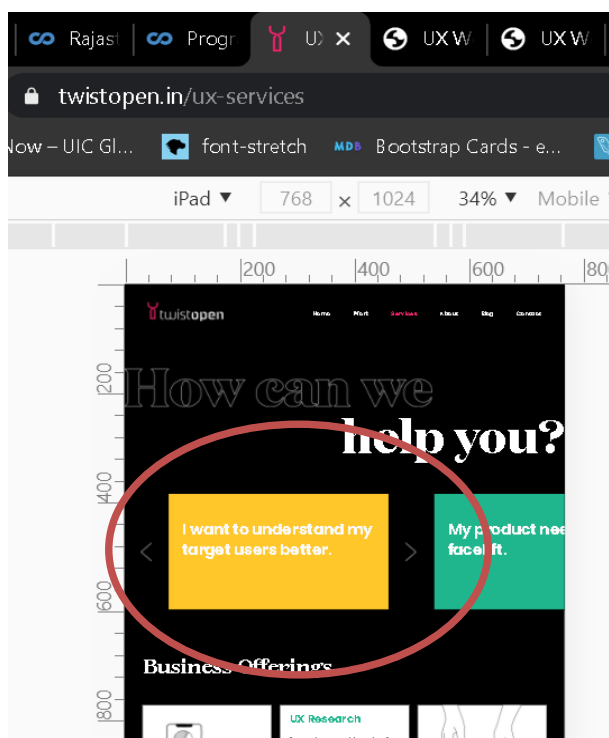 Rajast
Progr
UX
UX W
UX W
twistopen.in/ux-services
Now – UIC Gl...
font-stretch
MDB
Bootstrap Cards - e...
iPad ▼
768 × 1024
34% ▼
Mobile
200
400
600
80
twistopen
Home
Work
Services
About
Blog
Contact
200
How can we
help you?
400
I want to understand my
target users better.
My product nee
facelift.
600
Business Offerings
800
UX Research